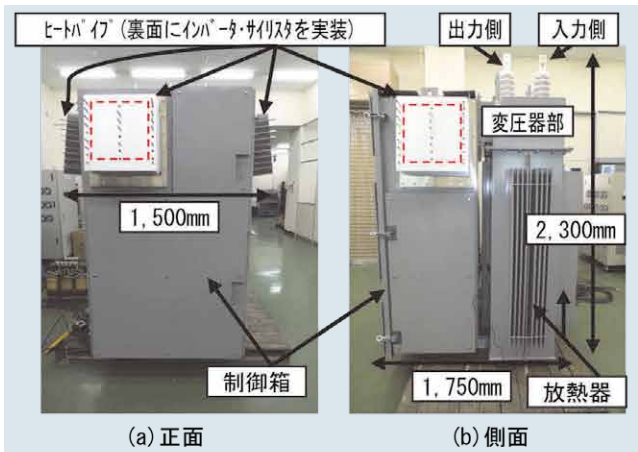 ﾋｰﾄﾊﾟｲﾌﾟ(裏面にｲﾝﾊﾞｰﾀ・ｻｲﾘｽﾀを実装)
出力側
入力側
変圧器部
1,500mm
2,300mm
制御箱
1,750mm
放熱器
(a)正面
(b)側面